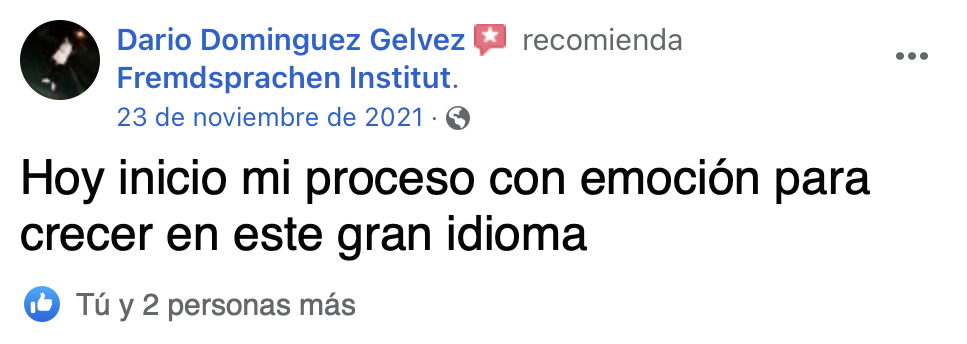 Dario Dominguez Gelvez recomienda
Fremdsprachen Institut.
23 de noviembre de 2021 ·
Hoy inicio mi proceso con emoción para
crecer en este gran idioma
Tú y 2 personas más